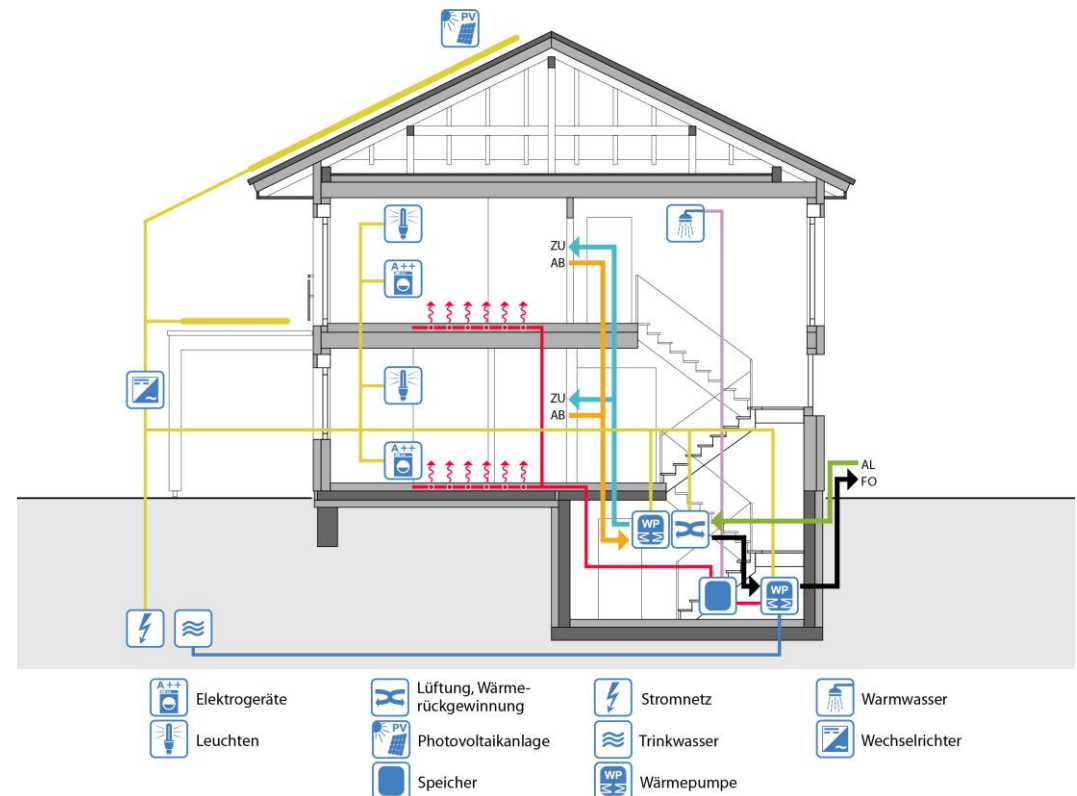 PV
A++
ZU
AB
ZU
AB
A++
AL
FO
WP
WP
A++
Elektrogeräte
Lüftung, Wärme-
rückgewinnung
Stromnetz
Warmwasser
Leuchten
PV
Photovoltaikanlage
Trinkwasser
Wechselrichter
Speicher
WP
Wärmepumpe